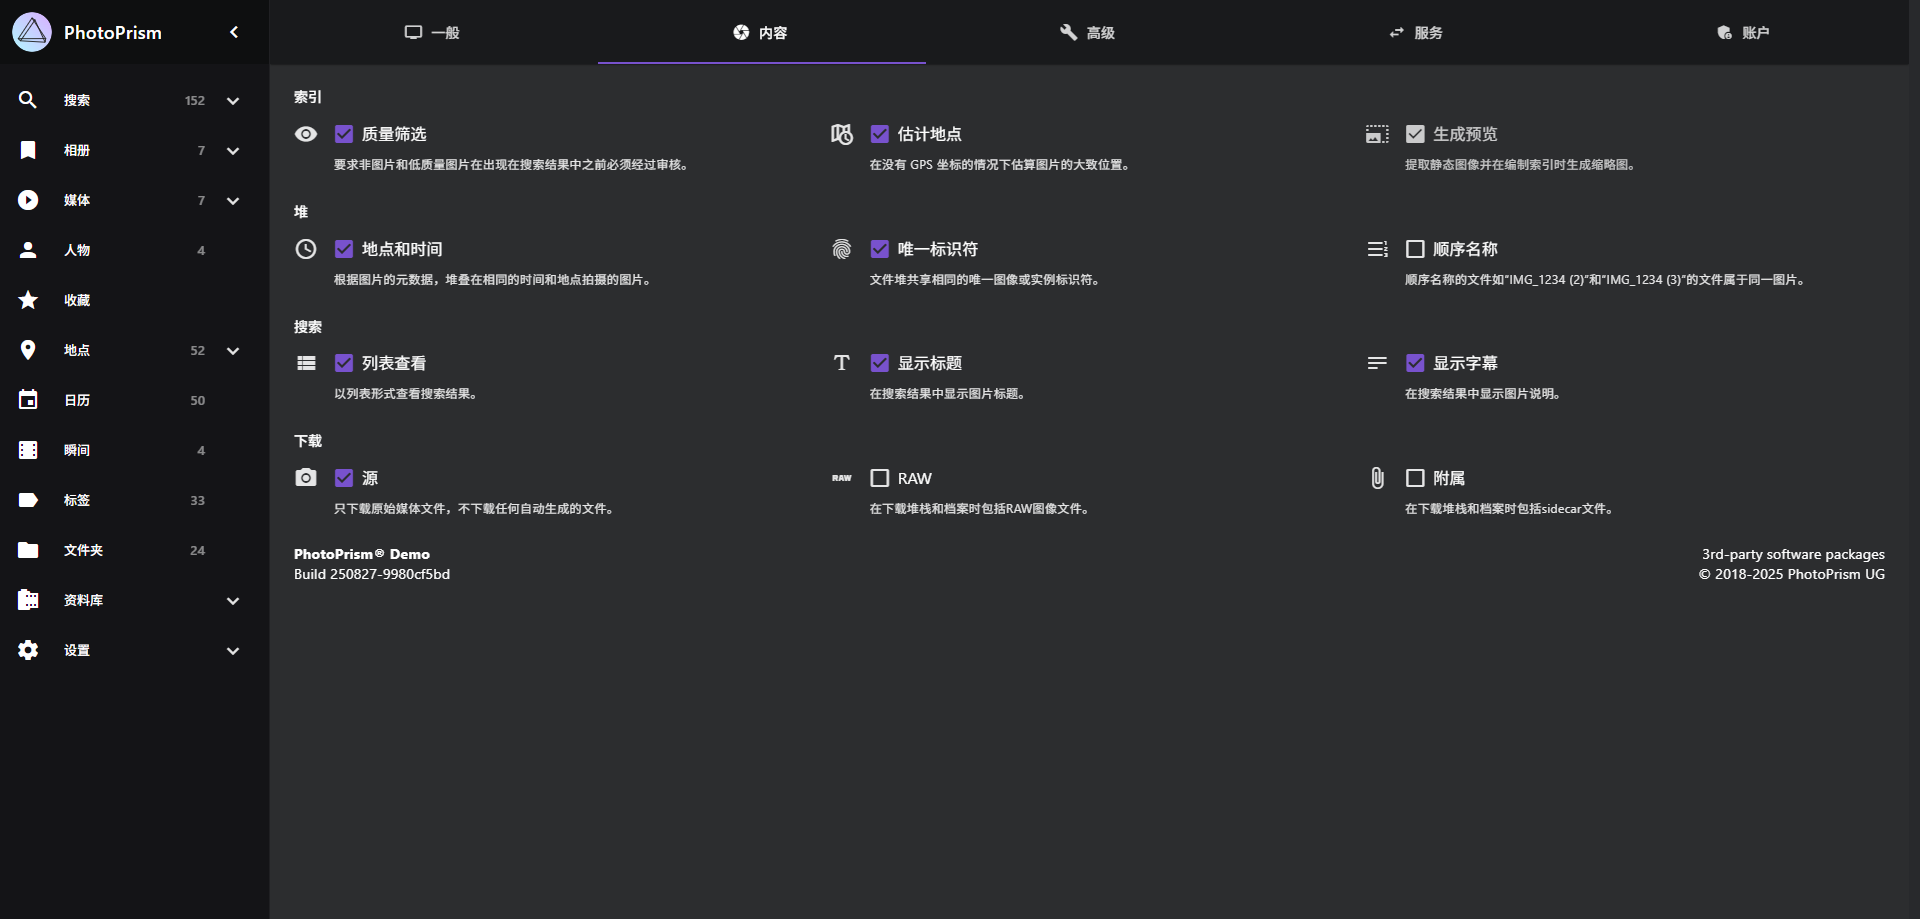 PhotoPrism
搜索 152
相册 7
媒体 7
人物 4
收藏
地点 52
日历 50
瞬间 4
标签 33
文件夹 24
资料库
设置
一般 内容 高级 服务 账户
索引
质量筛选 估计地点 生成预览
要求非图片和低质量图片在出现在搜索结果中之前必须经过审核。 在没有 GPS 坐标的情况下估算图片的大致位置。 提取静态图像并在编制索引时生成缩略图。
堆
地点和时间 唯一标识符 顺序名称
根据图片的元数据，堆叠在相同的时间和地点拍摄的图片。 文件堆共享相同的唯一图像或实例标识符。 顺序名称的文件如“IMG_1234 (2)”和“IMG_1234 (3)”的文件属于同一图片。
搜索
列表查看 显示标题 显示字幕
以列表形式查看搜索结果。 在搜索结果中显示图片标题。 在搜索结果中显示图片说明。
下载
源 RAW RAW 附属
只下载原始媒体文件，不下载任何自动生成的文件。 在下载堆栈和档案时包括RAW图像文件。 在下载堆栈和档案时包括sidecar文件。
PhotoPrism® Demo 3rd-party software packages
Build 250827-9980cf5bd © 2018-2025 PhotoPrism UG